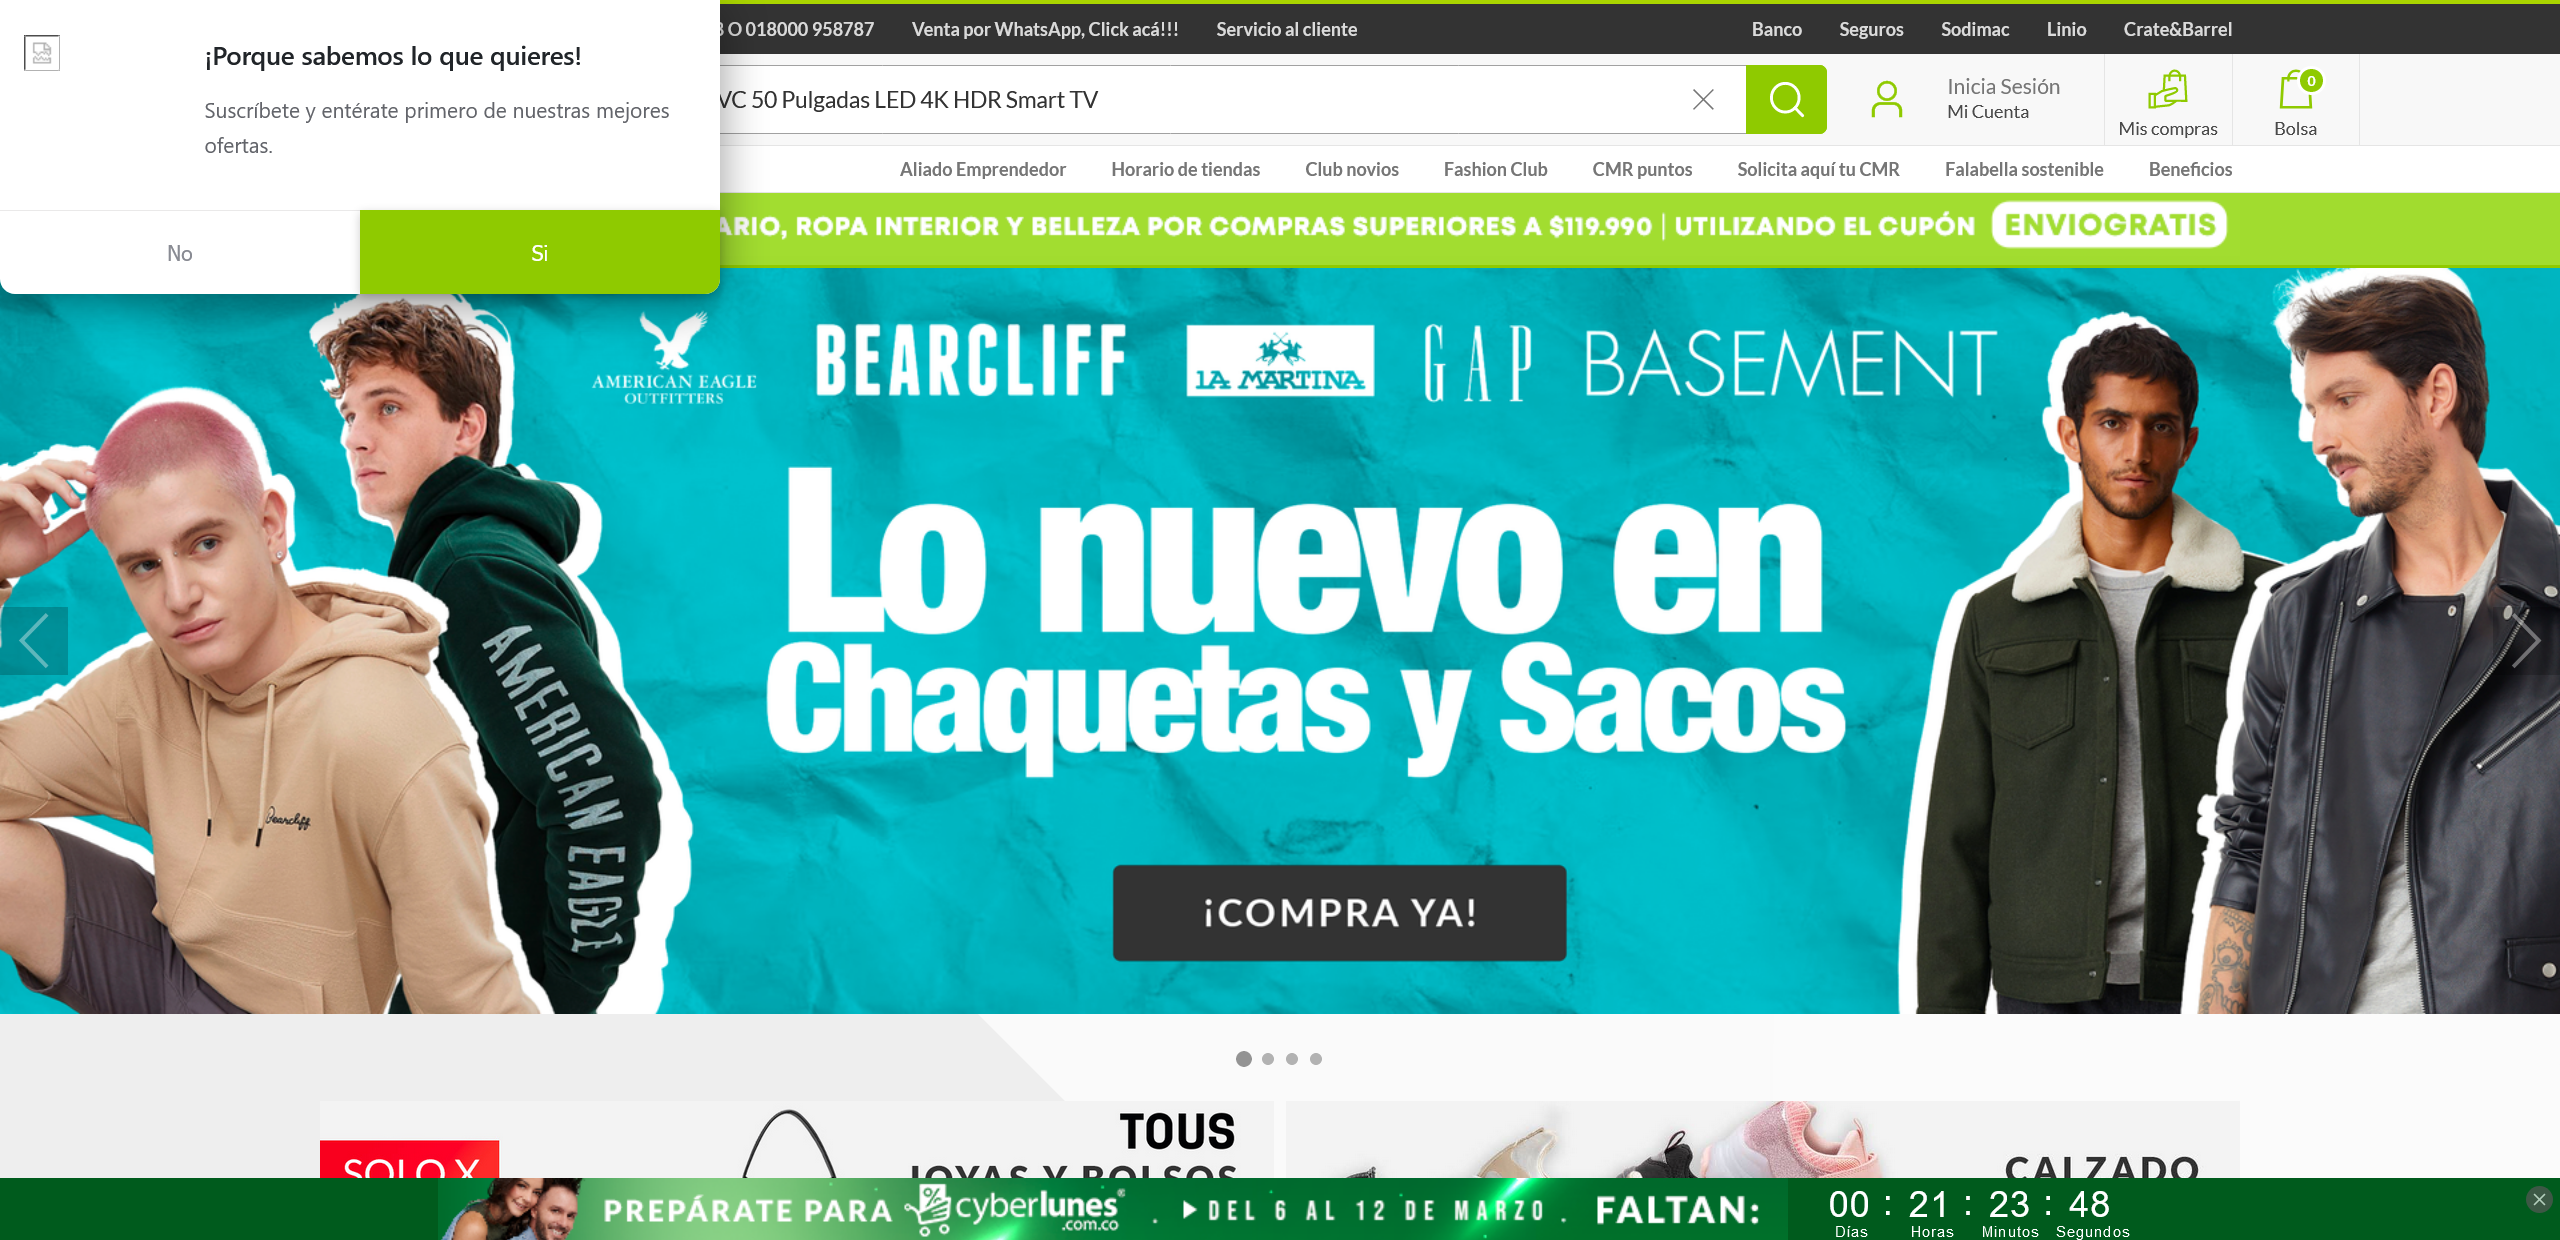 ¡Porque sabemos lo que quieres!
Suscríbete y entérate primero de nuestras mejores
ofertas.
No
Si
O 018000 958787
Venta por WhatsApp, Click acá!!!
Servicio al cliente
Banco
Seguros
Sodimac
Linio
Crate&Barrel
VC 50 Pulgadas LED 4K HDR Smart TV
Inicia Sesión
Mi Cuenta
Mis compras
0
Bolsa
Aliado Emprendedor
Horario de tiendas
Club novios
Fashion Club
CMR puntos
Solicita aquí tu CMR
Falabella sostenible
Beneficios
ARIO, ROPA INTERIOR Y BELLEZA POR COMPRAS SUPERIORES A $119.990 | UTILIZANDO EL CUPÓN ENVIOGRATIS
AMERICAN EAGLE
OUTFITTERS
BEARCLIFF
LA MARTINA
GAP
BASEMENT
Lo nuevo en
Chaquetas y Sacos
AMERICAN EAGLE
Bearcliff
¡COMPRA YA!
SOLO X
TOUS
JOYAS Y BOLSOS
CALZADO
PREPÁRATE PARA
cyberlunes®
.com.co
DEL 6 AL 12 DE MARZO.
FALTAN:
00 : 21 : 23 : 48
Días Horas Minutos Segundos